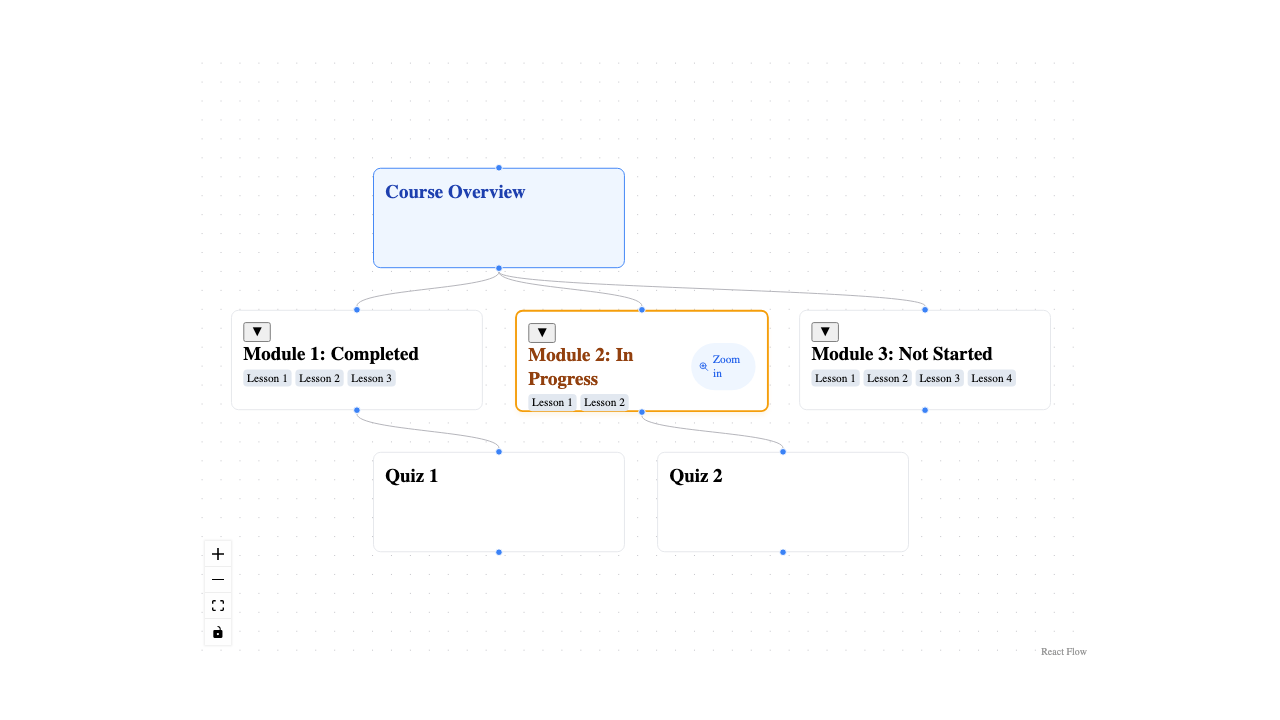 Course Overview
▼
Module 1: Completed
Lesson 1 Lesson 2 Lesson 3
▼
Module 2: In
Progress
Zoom
in
Lesson 1 Lesson 2
▼
Module 3: Not Started
Lesson 1 Lesson 2 Lesson 3 Lesson 4
Quiz 1
Quiz 2
React Flow